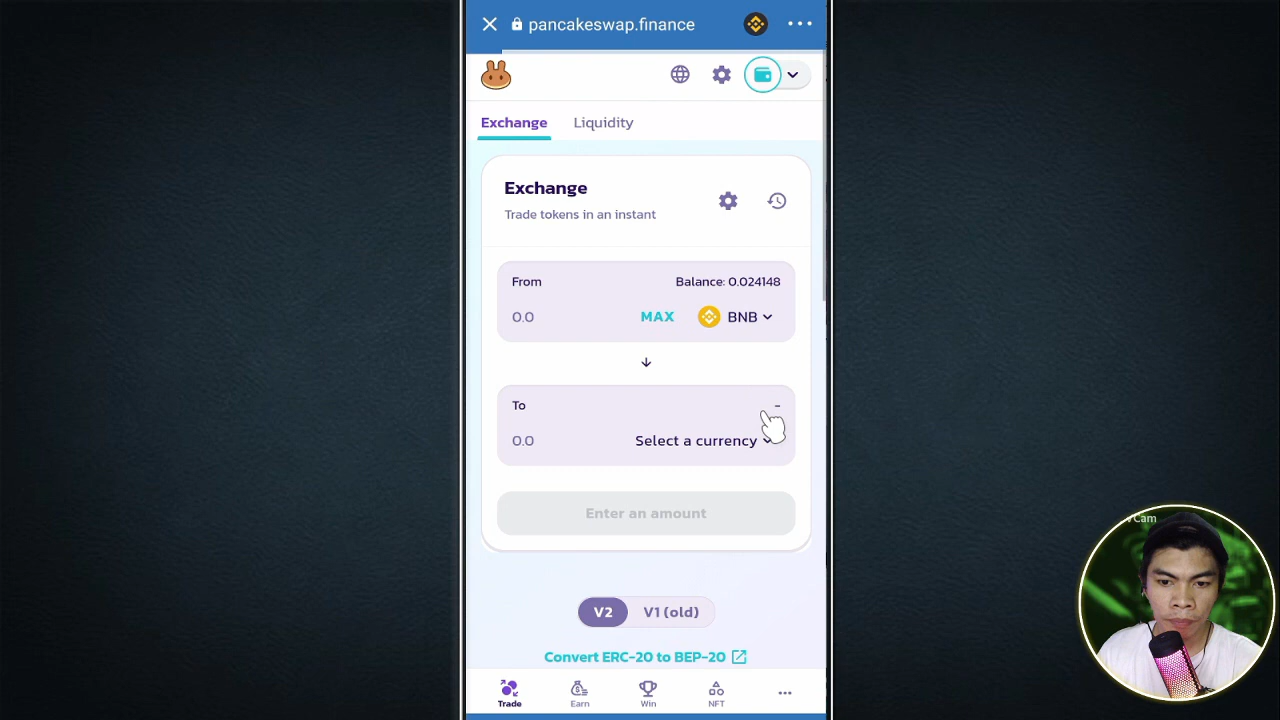 pancakeswap.finance
Exchange Liquidity
Exchange
Trade tokens in an instant
From Balance: 0.024148
0.0 MAX BNB
To -
0.0 Select a currency
Enter an amount
V2 V1 (old)
Convert ERC-20 to BEP-20
Trade Earn Win NFT
Cam